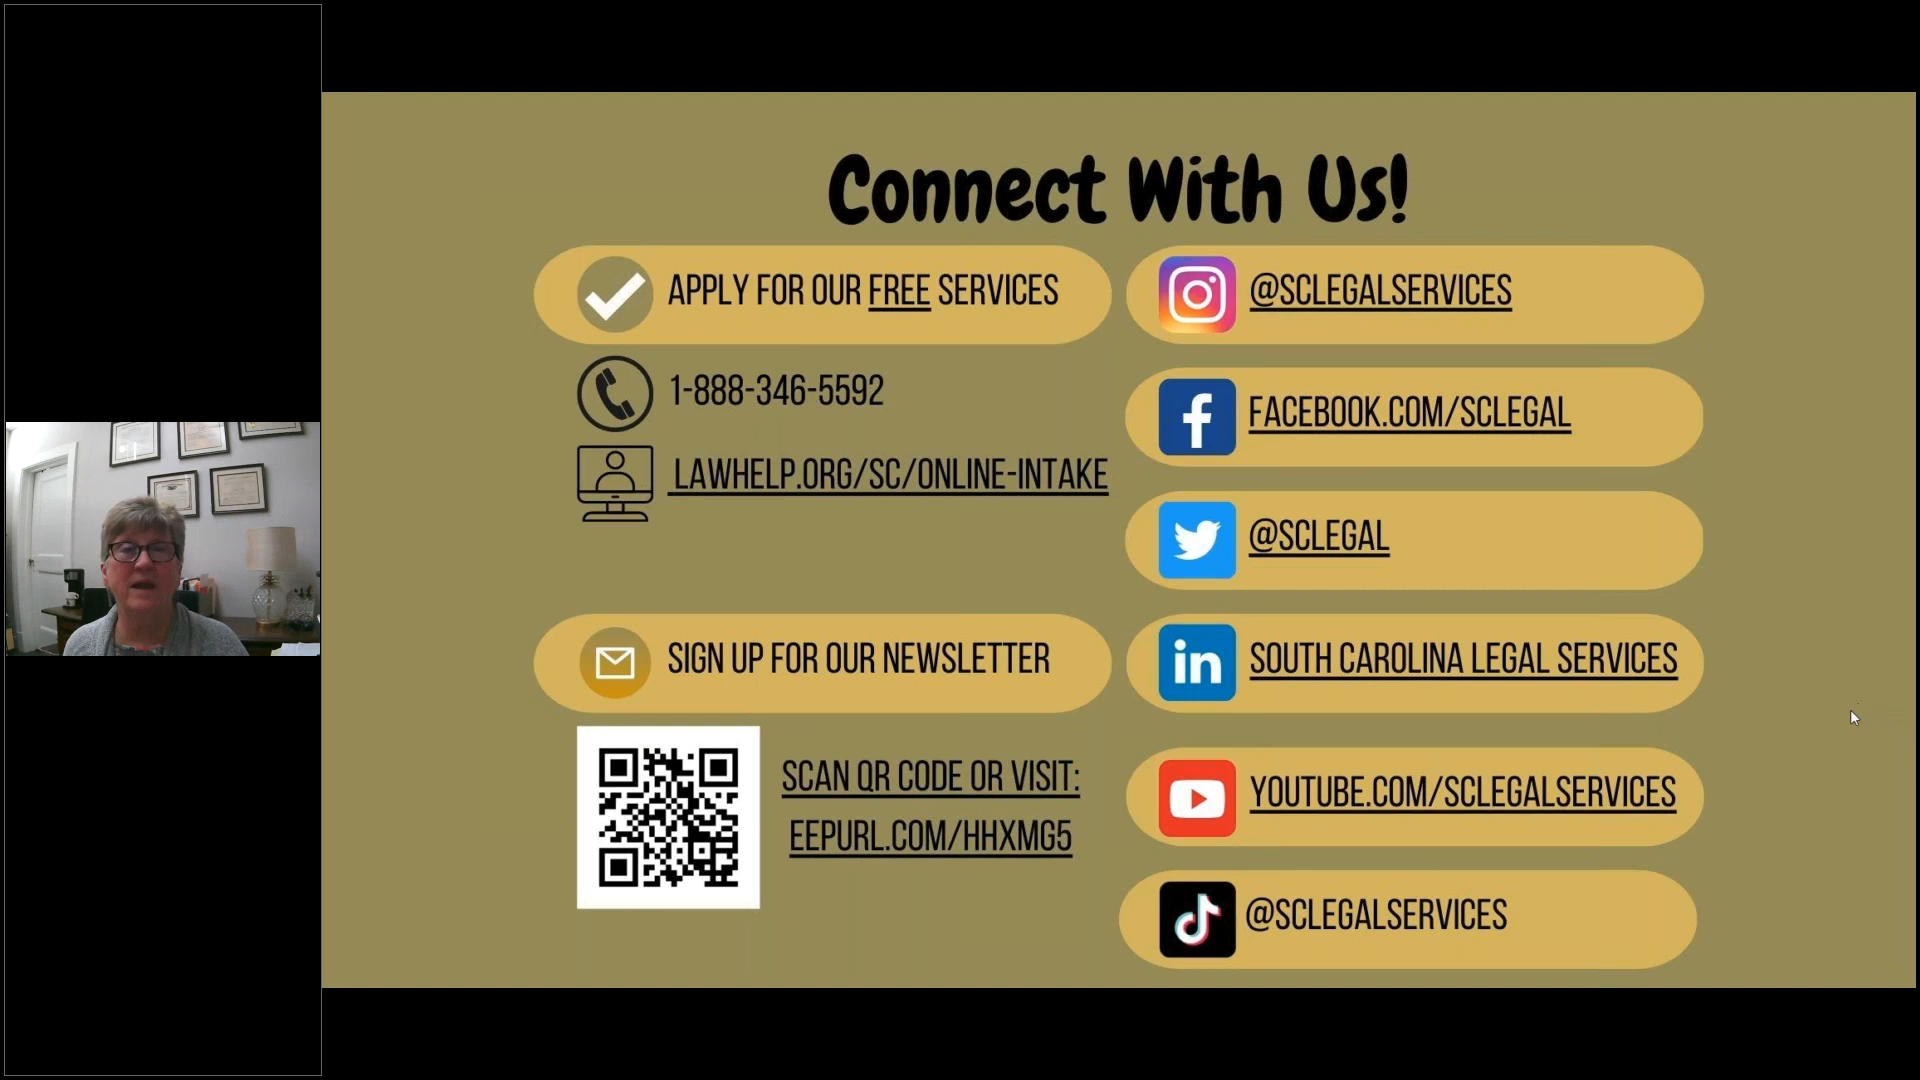 Connect With Us!
APPLY FOR OUR FREE SERVICES
1-888-346-5592
LAWHELP.ORG/SC/ONLINE-INTAKE
SIGN UP FOR OUR NEWSLETTER
SCAN QR CODE OR VISIT:
EEPURL.COM/HHXMG5
@SCLEGALSERVICES
FACEBOOK.COM/SCLEGAL
@SCLEGAL
in SOUTH CAROLINA LEGAL SERVICES
YOUTUBE.COM/SCLEGALSERVICES
@SCLEGALSERVICES